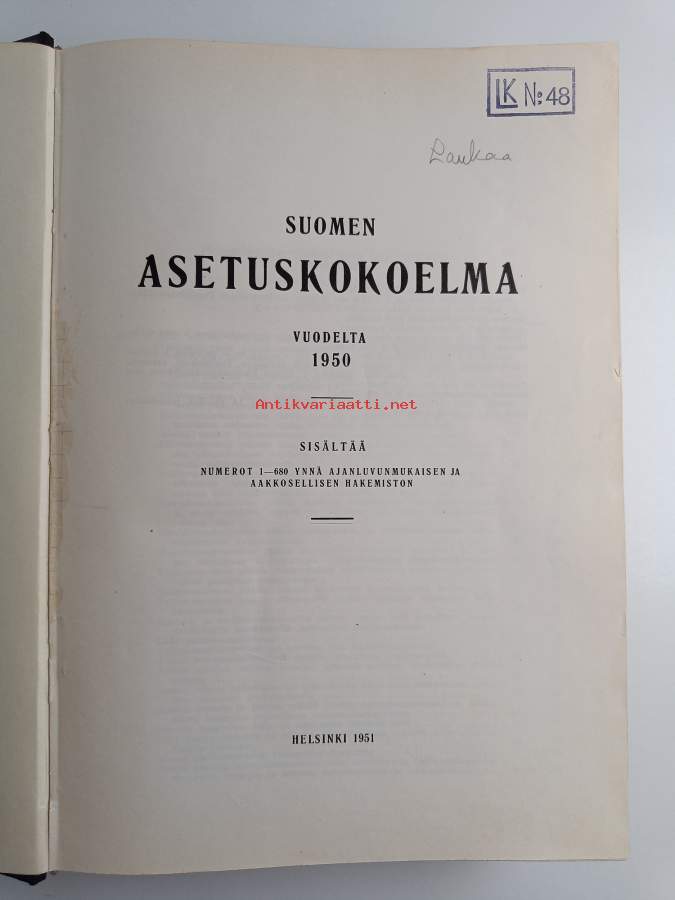 LK №:48
Laukaa
SUOMEN
ASETUSKOKOELMA
VUODELTA
1950
Antikvariaatti.net
SISÄLTÄÄ
NUMEROT 1—680 YNNÄ AJANLUVUNMUKAISEN JA
AAKKOSELLISEN HAKEMISTON
HELSINKI 1951